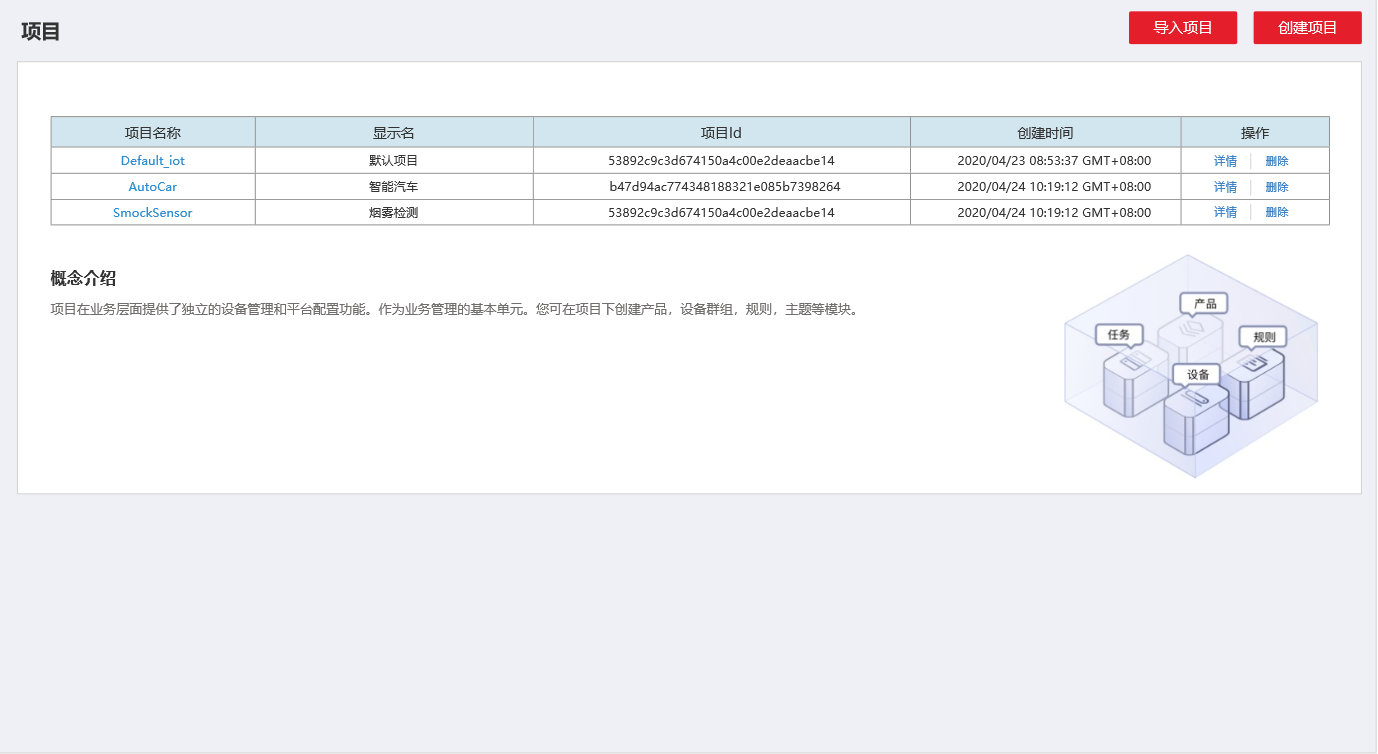 项目
导入项目 创建项目
项目名称 显示名 项目Id 创建时间 操作
Default_iot 默认项目 53892c9c3d674150a4c00e2deaacbe14 2020/04/23 08:53:37 GMT+08:00 详情 删除
AutoCar 智能汽车 b47d94ac774348188321e085b7398264 2020/04/24 10:19:12 GMT+08:00 详情 删除
SmockSensor 烟雾检测 53892c9c3d674150a4c00e2deaacbe14 2020/04/24 10:19:12 GMT+08:00 详情 删除
概念介绍
项目在业务层面提供了独立的设备管理和平台配置功能。作为业务管理的基本单元。您可在项目下创建产品，设备群组，规则，主题等模块。
产品
任务
规则
设备